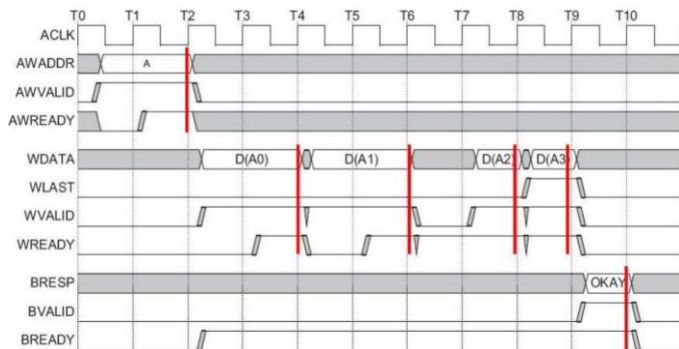 T0 T1 T2 T3 T4 T5 T6 T7 T8 T9 T10
ACLK
AWADDR A
AWVALID
AWREADY
WDATA D(A0) D(A1) D(A2) D(A3)
WLAST
WVALID
WREADY
BRESP OKAY
BVALID
BREADY